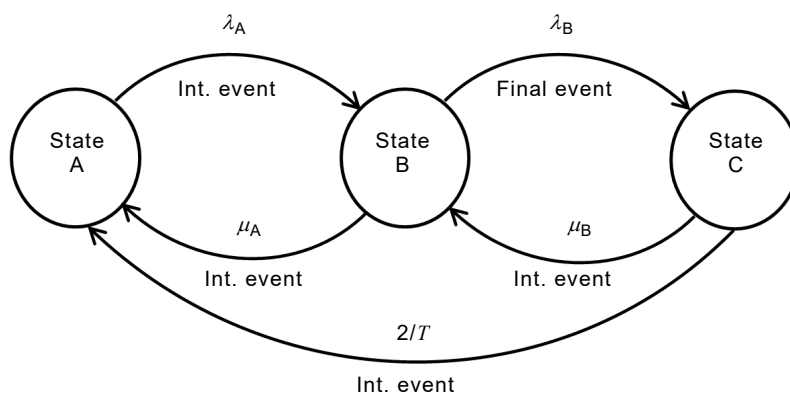 λA
λB
Int. event
Final event
State
A
State
B
State
C
μA
μB
Int. event
Int. event
2/T
Int. event